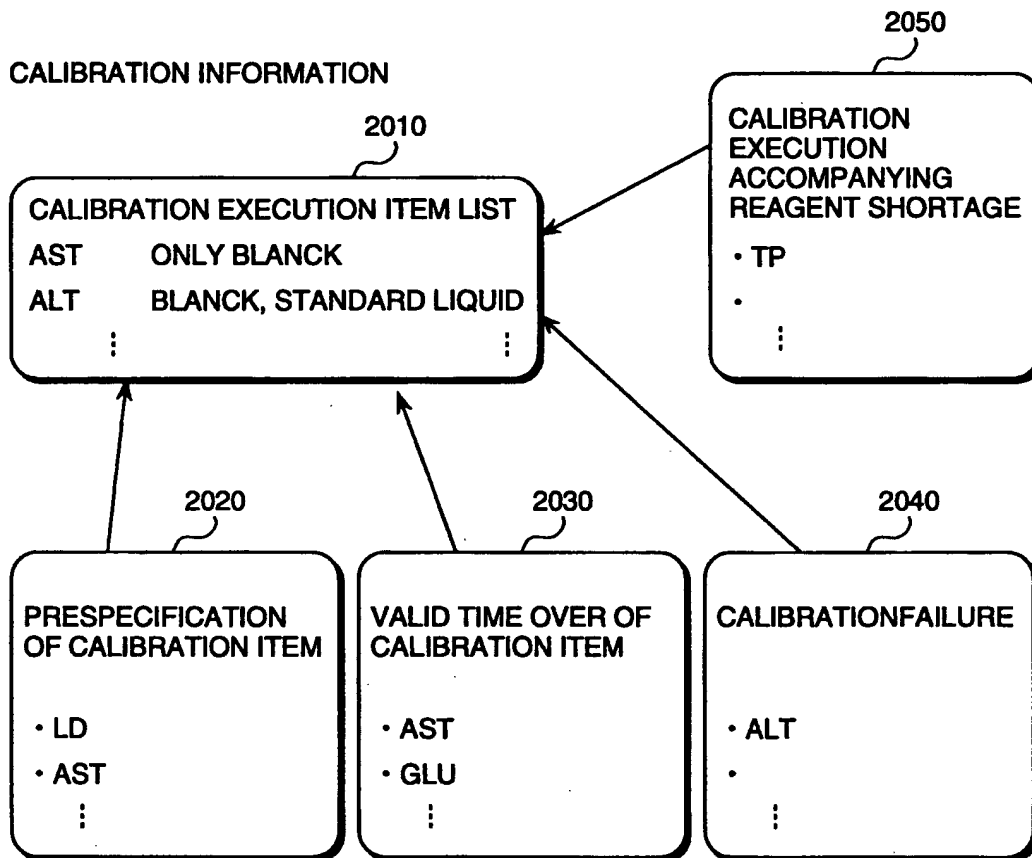 CALIBRATION INFORMATION
2010
CALIBRATION EXECUTION ITEM LIST
AST ONLY BLANCK
ALT BLANCK, STANDARD LIQUID
2050
CALIBRATION
EXECUTION
ACCOMPANYING
REAGENT SHORTAGE
· TP
·
2020
PRESPECIFICATION
OF CALIBRATION ITEM
· LD
· AST
2030
VALID TIME OVER OF
CALIBRATION ITEM
· AST
· GLU
2040
CALIBRATIONFAILURE
· ALT
·